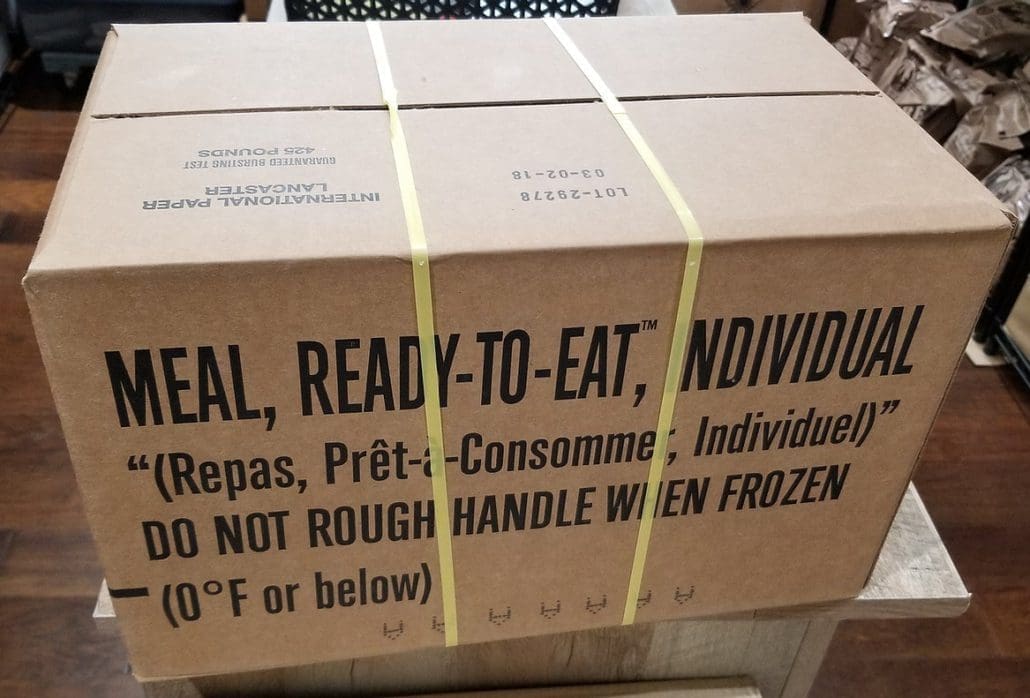 INTERNATIONAL PAPER
LANCASTER
GUARANTEED BURSTING TEST
425 POUNDS
LOT-29278
03-02-18
MEAL, READY-TO-EAT™, INDIVIDUAL
“(Repas, Prêt-à-Consommer, Individuel)”
DO NOT ROUGH HANDLE WHEN FROZEN
(0°F or below)